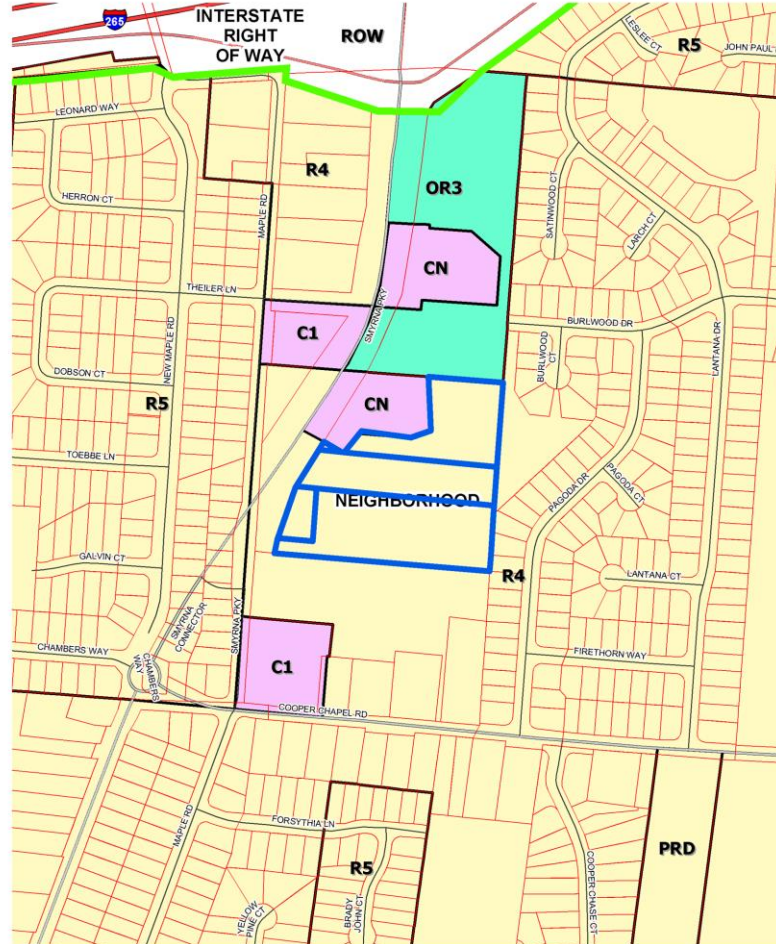 265
INTERSTATE
RIGHT
OF WAY
ROW
LESLEE CT
R5
JOHN PAUL
LEONARD WAY
R4
OR3
HERRON CT
MAPLE RD
SATINWOOD CT
LARCH CT
CN
THEILER LN
SMYRNA PKY
C1
BURLWOOD DR
NEW MAPLE RD
BURLWOOD
CT
LANTANA DR
DOBSON CT
R5
CN
TOEBBE LN
PAGODA DR
PAGODA CT
NEIGHBORHOOD
GALVIN CT
R4
LANTANA CT
SMYRNA
CONNECTOR
SMYRNA PKY
CHAMBERS WAY
CHAMBERS
WAY
FIRETHORN WAY
C1
COOPER CHAPEL RD
MAPLE RD
FORSYTHIA LN
R5
PRD
COOPER CHASE CT
YELLOW
PINE CT
BRADY
JOHN CT